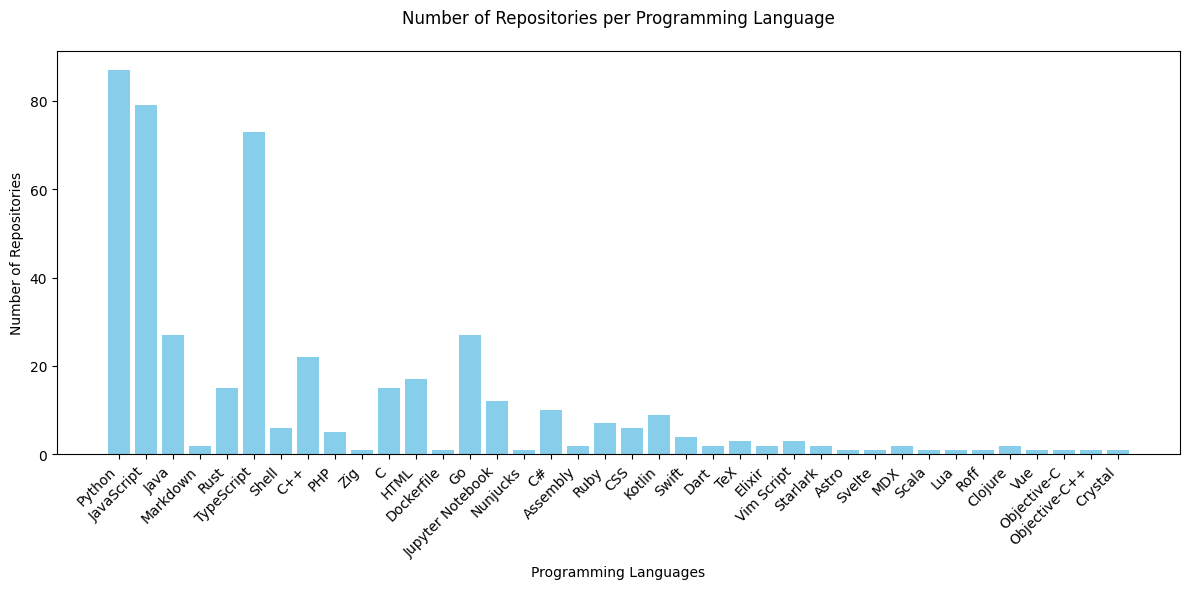 Number of Repositories per Programming Language
Number of Repositories
80
60
40
20
0
Python
JavaScript
Java
Markdown
Rust
TypeScript
Shell
C++
PHP
Zig
C
HTML
Dockerfile
Go
Jupyter Notebook
Nunjucks
C#
Assembly
Ruby
CSS
Kotlin
Swift
Dart
TeX
Elixir
Vim Script
Starlark
Astro
Svelte
MDX
Scala
Lua
Roff
Clojure
Vue
Objective-C
Objective-C++
Crystal
Programming Languages